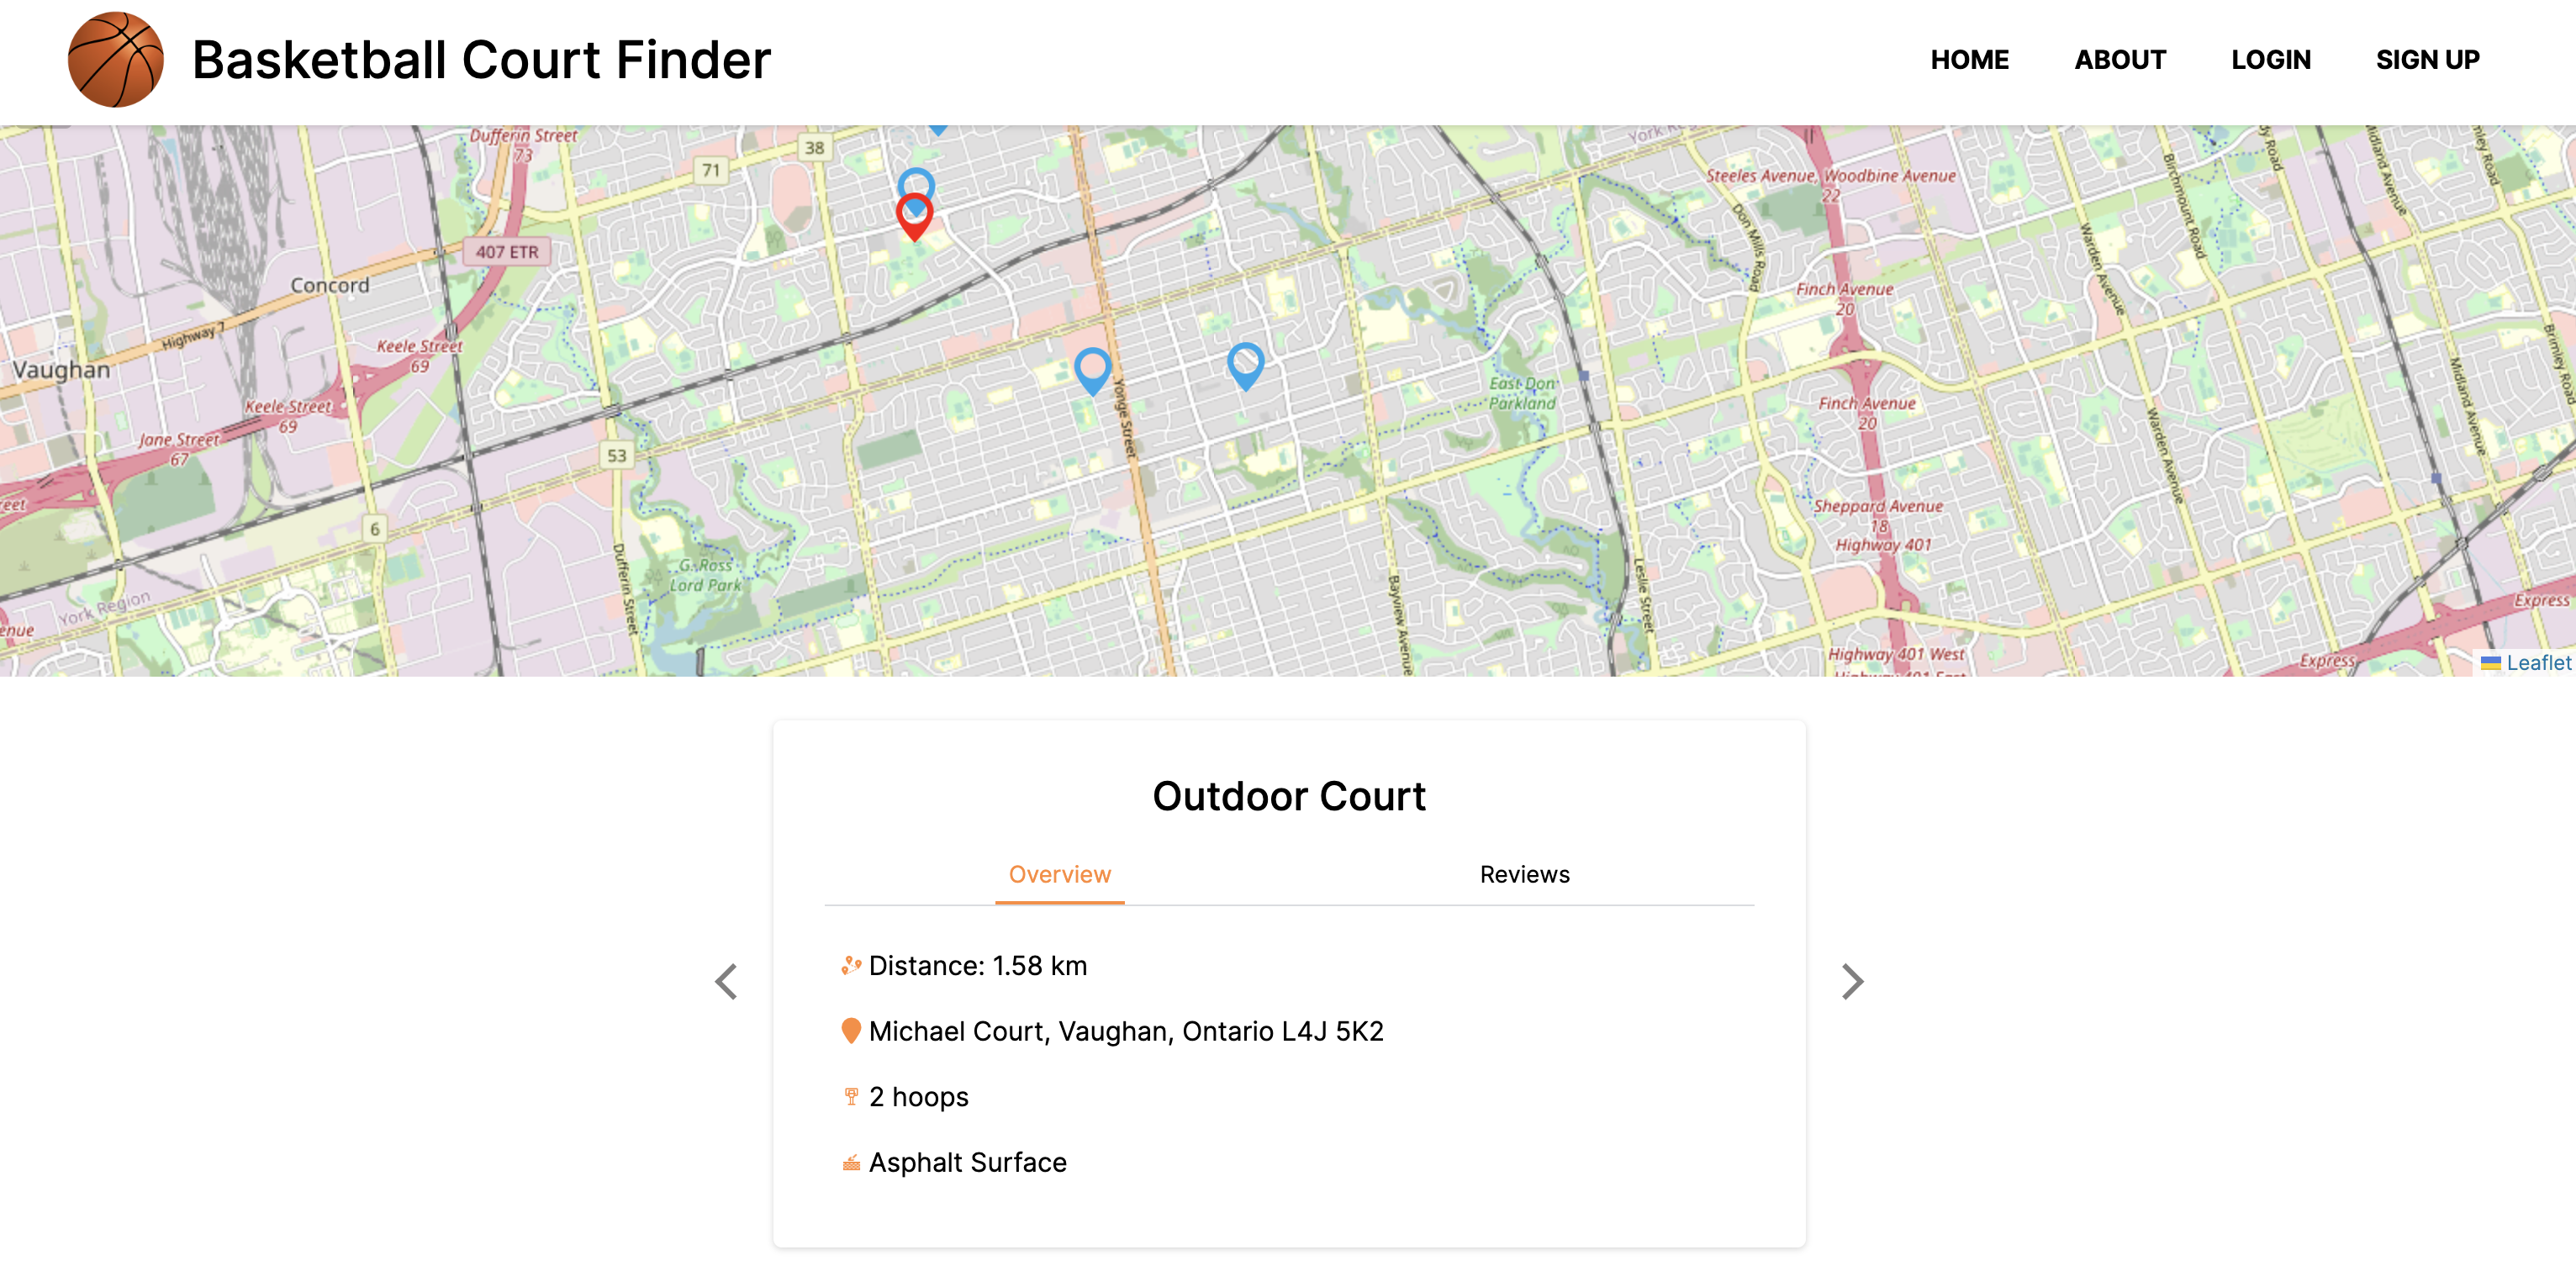 Basketball Court Finder
HOME
ABOUT
LOGIN
SIGN UP
Dufferin Street
73
38
71
407 ETR
Concord
Highway 7
Vaughan
Keele Street
69
Keele Street
69
Jane Street
67
reet
53
6
York Region
enue
Dufferin Street
G. Ross
Lord Park
Yonge Street
East Don
Parkland
Bayview Avenue
Leslie Street
Steeles Avenue, Woodbine Avenue
22
Don Mills Road
Finch Avenue
20
Finch Avenue
20
Sheppard Avenue
18
Highway 401
Highway 401 West
Highway 401 East
Birchmount Road
Warden Avenue
Warden Avenue
Midland Avenue
Midland Avenue
Brimley Road
Express
Express
Leaflet
Outdoor Court
Overview
Reviews
Distance: 1.58 km
Michael Court, Vaughan, Ontario L4J 5K2
2 hoops
Asphalt Surface